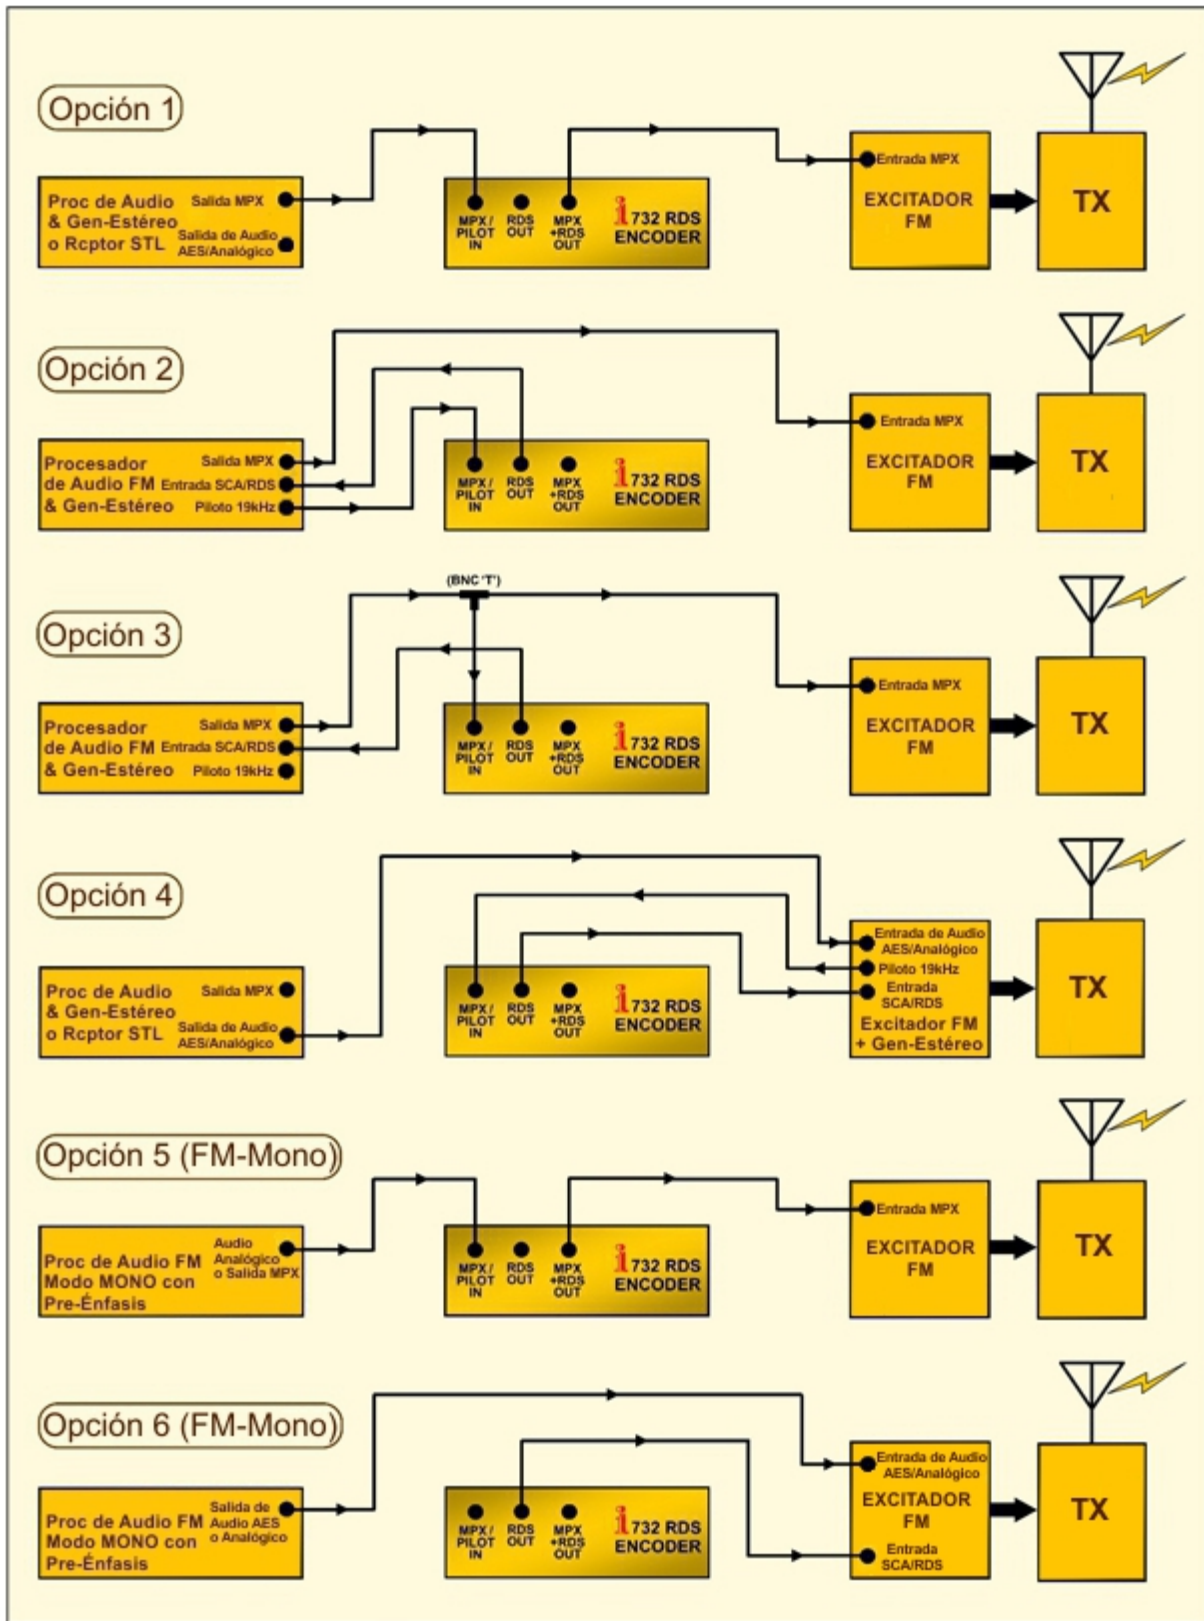 Opción 1
Proc de Audio
& Gen-Estéreo
o Rcptor STL
Salida MPX
Salida de Audio
AES/Analógico
MPX /
PILOT
IN
RDS
OUT
MPX
+RDS
OUT
i 732 RDS
ENCODER
Entrada MPX
EXCITADOR
FM
TX
Opción 2
Procesador
de Audio FM
& Gen-Estéreo
Salida MPX
Entrada SCA/RDS
Piloto 19kHz
MPX /
PILOT
IN
RDS
OUT
MPX
+RDS
OUT
i 732 RDS
ENCODER
Entrada MPX
EXCITADOR
FM
TX
Opción 3
(BNC 'T')
Procesador
de Audio FM
& Gen-Estéreo
Salida MPX
Entrada SCA/RDS
Piloto 19kHz
MPX /
PILOT
IN
RDS
OUT
MPX
+RDS
OUT
i 732 RDS
ENCODER
Entrada MPX
EXCITADOR
FM
TX
Opción 4
Proc de Audio
& Gen-Estéreo
o Rcptor STL
Salida MPX
Salida de Audio
AES/Analógico
MPX /
PILOT
IN
RDS
OUT
MPX
+RDS
OUT
i 732 RDS
ENCODER
Entrada de Audio
AES/Analógico
Piloto 19kHz
Entrada
SCA/RDS
Excitador FM
+ Gen-Estéreo
TX
Opción 5 (FM-Mono)
Proc de Audio FM
Modo MONO con
Pre-Énfasis
Audio
Analógico
o Salida MPX
MPX /
PILOT
IN
RDS
OUT
MPX
+RDS
OUT
i 732 RDS
ENCODER
Entrada MPX
EXCITADOR
FM
TX
Opción 6 (FM-Mono)
Proc de Audio FM
Modo MONO con
Pre-Énfasis
Salida de
Audio AES
o Analógico
MPX /
PILOT
IN
RDS
OUT
MPX
+RDS
OUT
i 732 RDS
ENCODER
Entrada de Audio
AES/Analógico
EXCITADOR
FM
Entrada
SCA/RDS
TX